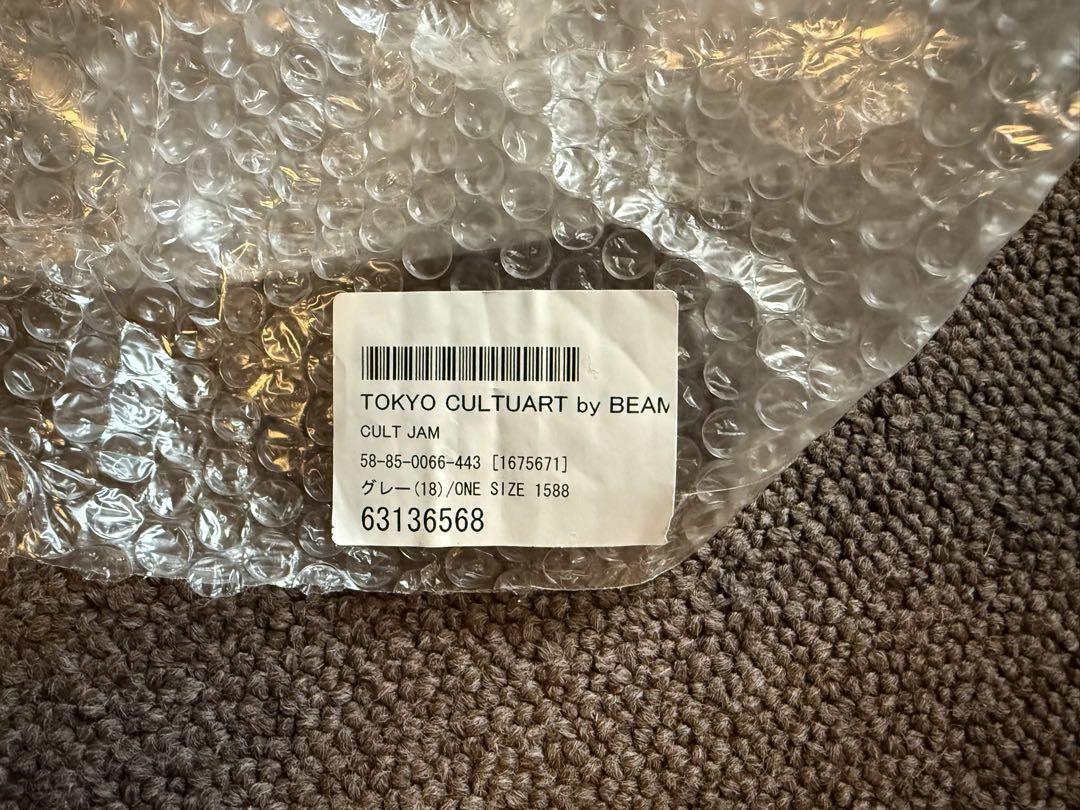 TOKYO CULTUART by BEAM
CULT JAM
58-85-0066-443 [1675671]
グレー(18)/ONE SIZE 1588
63136568